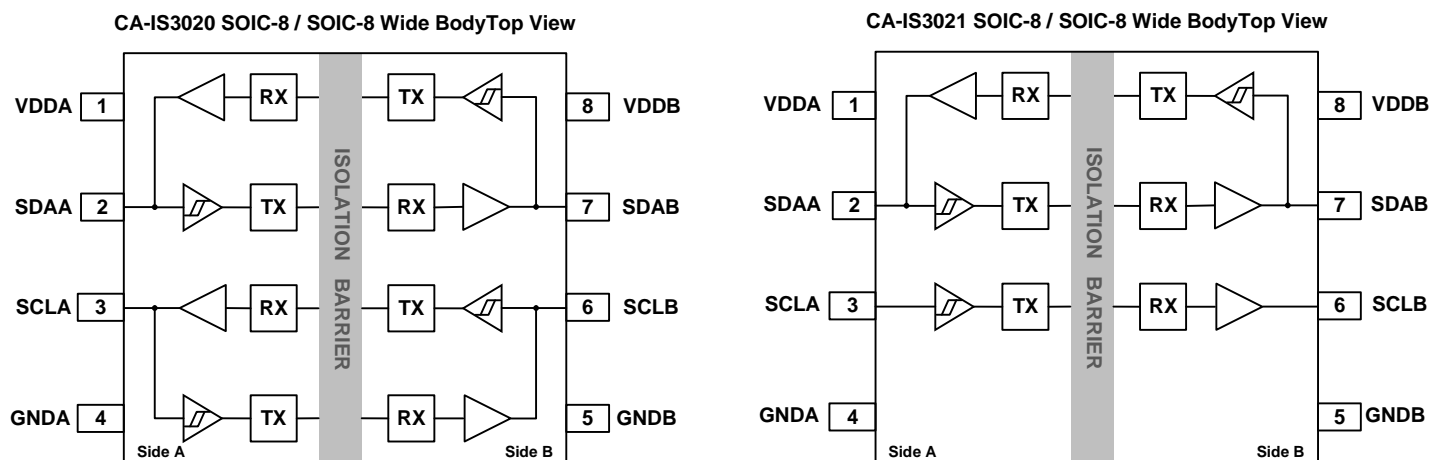 CA-IS3020 SOIC-8 / SOIC-8 Wide BodyTop View
VDDA 1 RX TX 8 VDDB
SDAA 2 TX RX 7 SDAB
SCLA 3 RX TX 6 SCLB
GNDA 4 TX RX 5 GNDB
ISOLATION BARRIER
Side A Side B
CA-IS3021 SOIC-8 / SOIC-8 Wide BodyTop View
VDDA 1 RX TX 8 VDDB
SDAA 2 TX RX 7 SDAB
SCLA 3 TX RX 6 SCLB
GNDA 4 5 GNDB
ISOLATION BARRIER
Side A Side B